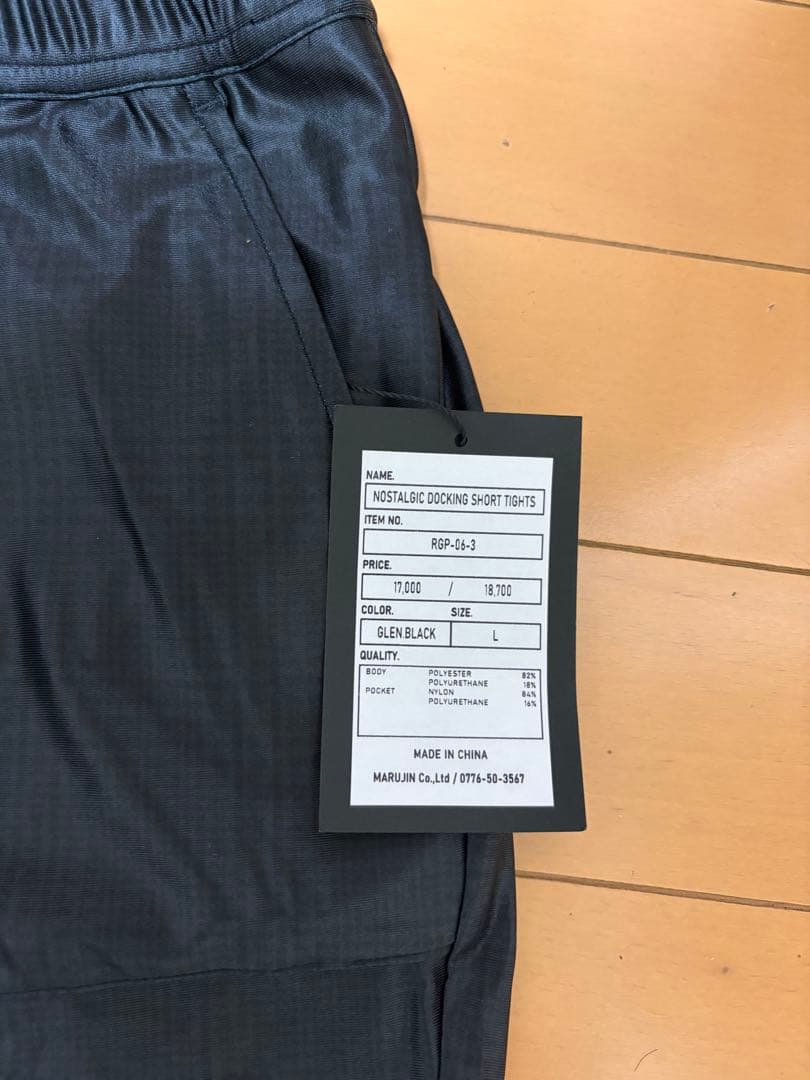 NAME.
NOSTALGIC DOCKING SHORT TIGHTS
ITEM NO.
RGP-06-3
PRICE.
17,000 / 18,700
COLOR. SIZE.
GLEN.BLACK L
QUALITY.
BODY POLYESTER 82%
POLYURETHANE 18%
POCKET NYLON 84%
POLYURETHANE 16%
MADE IN CHINA
MARUJIN Co.,Ltd / 0776-50-3567